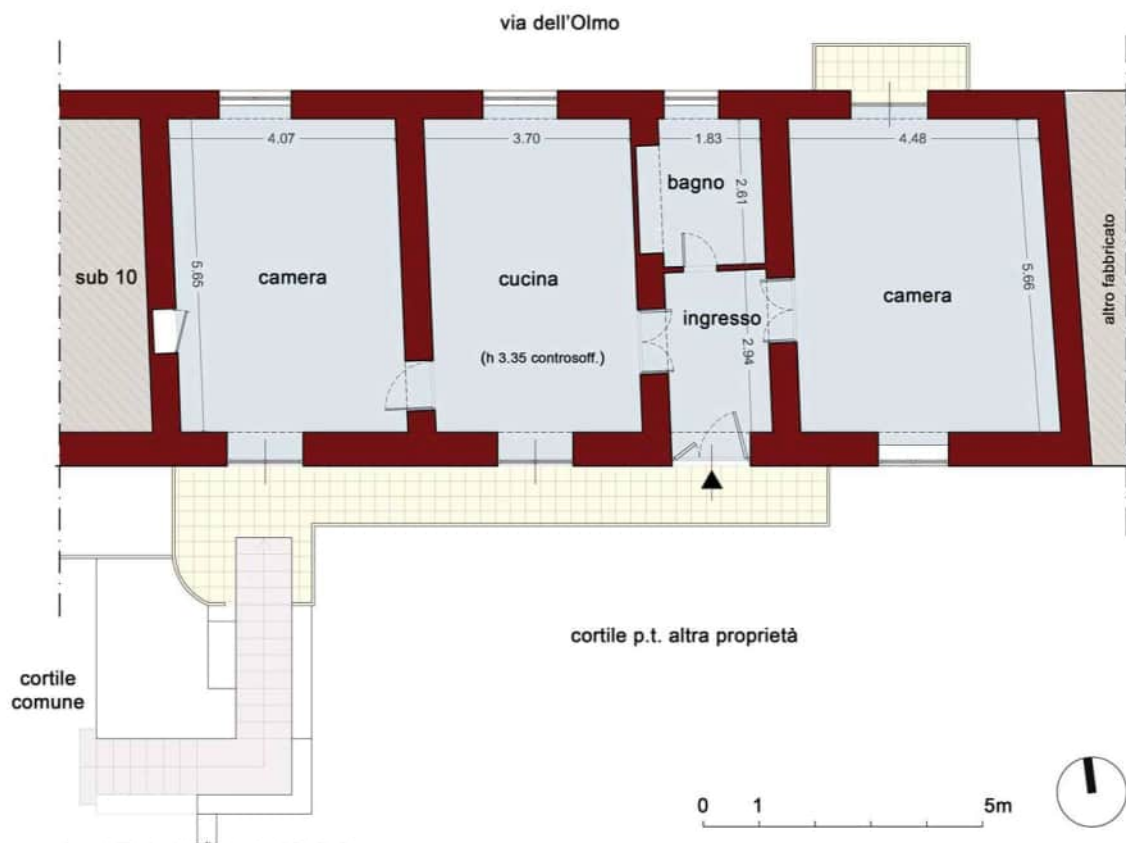 via dell'Olmo
4.07
3.70
1.83
4.48
bagno
2.61
sub 10
5.65
camera
cucina
ingresso
camera
5.66
altro fabbricato
(h 3.35 controsoff.)
2.94
cortile p.t. altra proprietà
cortile
comune
0 1 5m